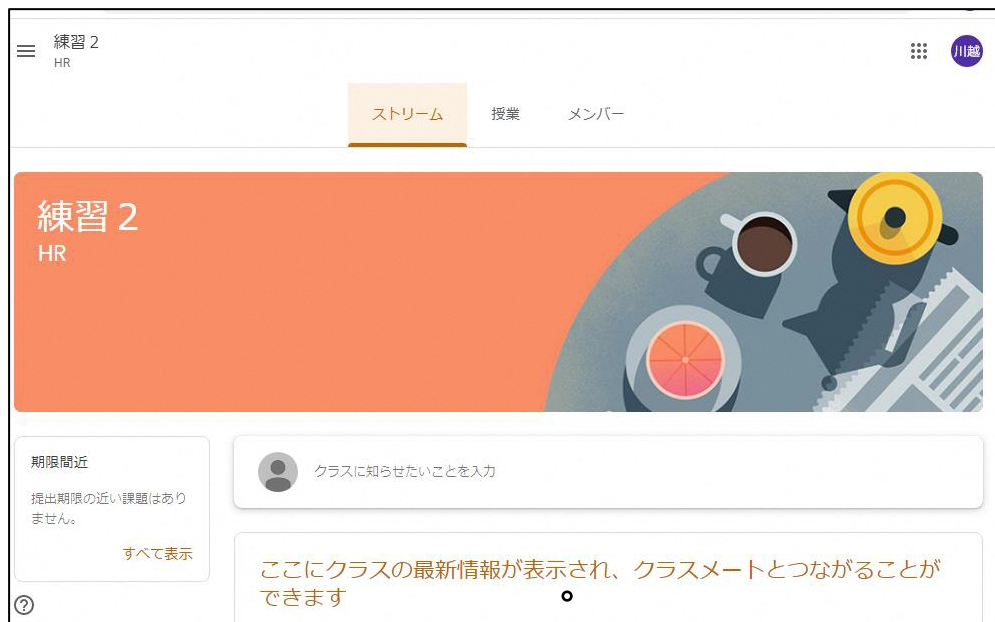 練習２
HR
川越
ストリーム
授業
メンバー
練習２
HR
期限間近
提出期限の近い課題はあり
ません。
すべて表示
クラスに知らせたいことを入力
ここにクラスの最新情報が表示され、クラスメートとつながることが
できます
?